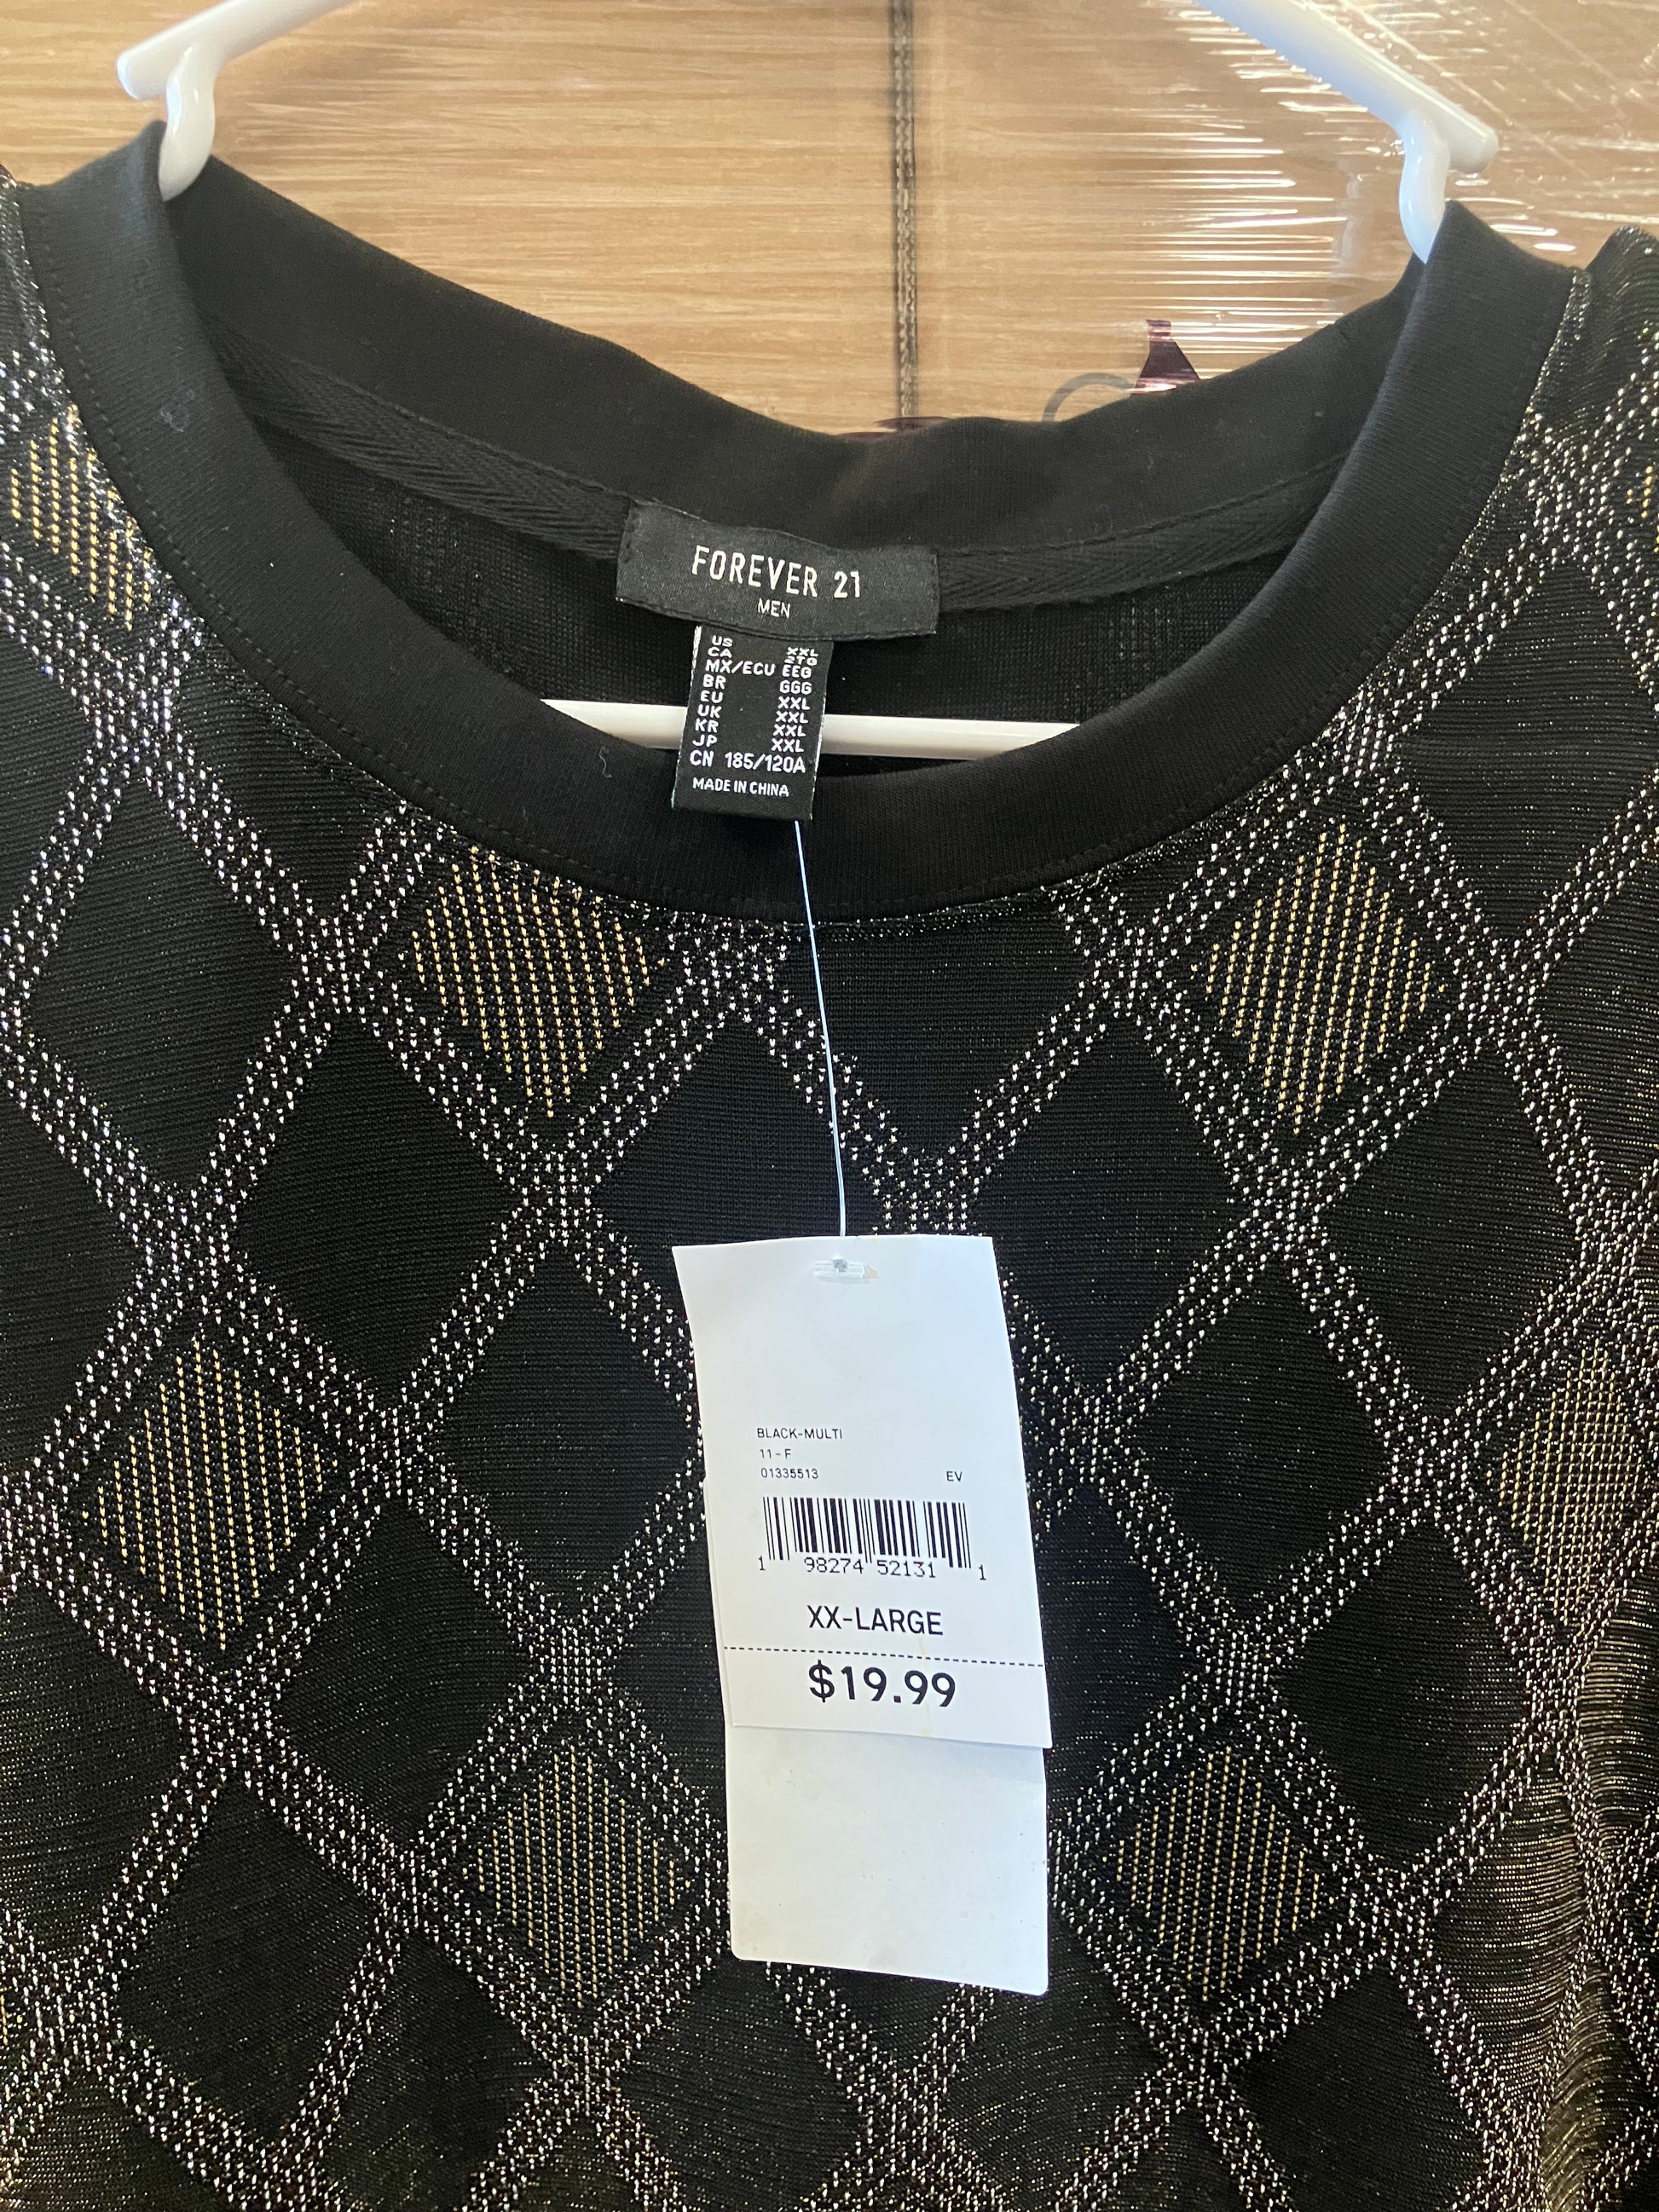 FOREVER 21
MEN
US XXL
CA 2TG
MX/ECU EEG
BR GGG
EU XXL
UK XXL
KR XXL
JP XXL
CN 185/120A
MADE IN CHINA
BLACK-MULTI
11-F
01335513 EV
1 98274 52131 1
XX-LARGE
$19.99